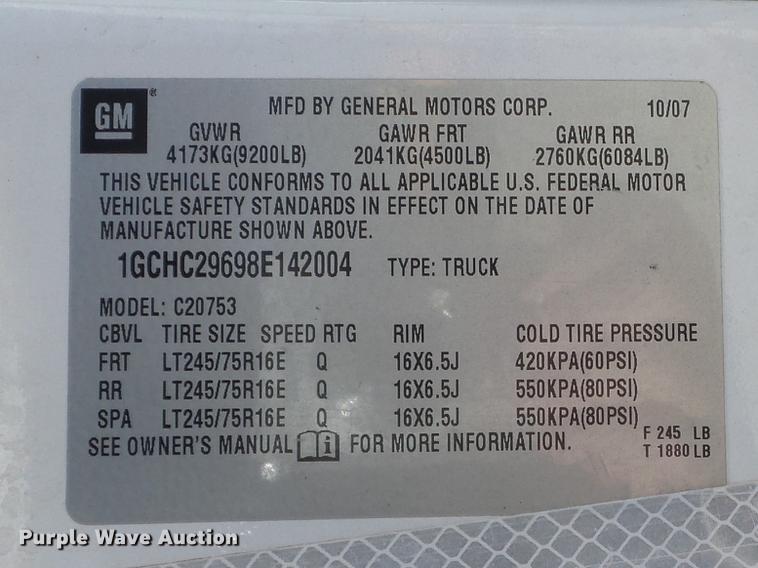 GM ® MFD BY GENERAL MOTORS CORP. 10/07
GVWR GAWR FRT GAWR RR
4173KG(9200LB) 2041KG(4500LB) 2760KG(6084LB)
THIS VEHICLE CONFORMS TO ALL APPLICABLE U.S. FEDERAL MOTOR
VEHICLE SAFETY STANDARDS IN EFFECT ON THE DATE OF
MANUFACTURE SHOWN ABOVE.
1GCHC29698E142004 TYPE: TRUCK
MODEL: C20753
CBVL TIRE SIZE SPEED RTG RIM COLD TIRE PRESSURE
FRT LT245/75R16E Q 16X6.5J 420KPA(60PSI)
RR LT245/75R16E Q 16X6.5J 550KPA(80PSI)
SPA LT245/75R16E Q 16X6.5J 550KPA(80PSI)
SEE OWNER'S MANUAL i FOR MORE INFORMATION.
F 245 LB
T 1880 LB
Purple Wave Auction